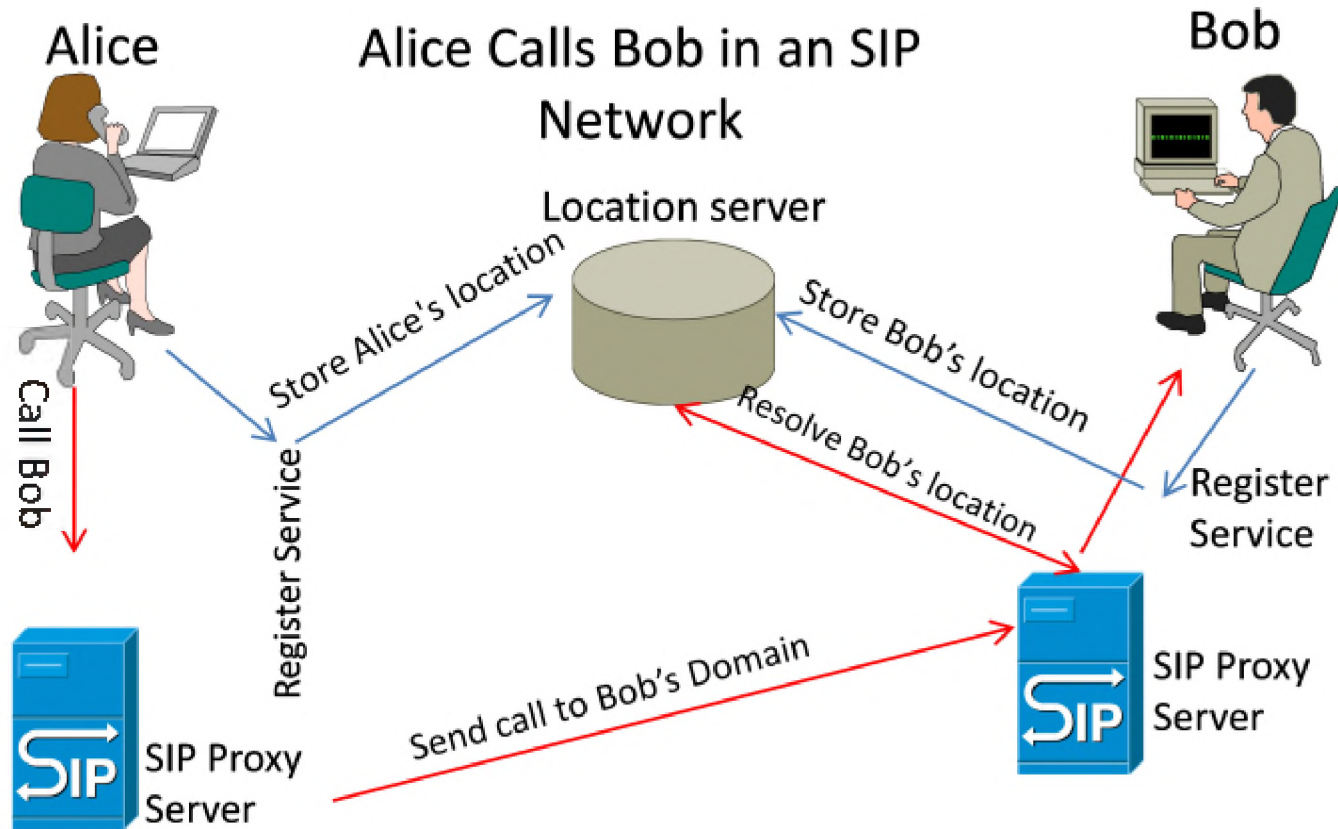 Alice
Alice Calls Bob in an SIP
Network
Bob
Location server
Store Alice's location
Store Bob's location
Resolve Bob's location
Call Bob
Register Service
Register
Service
Send call to Bob's Domain
SIP
SIP Proxy
Server
SIP
SIP Proxy
Server